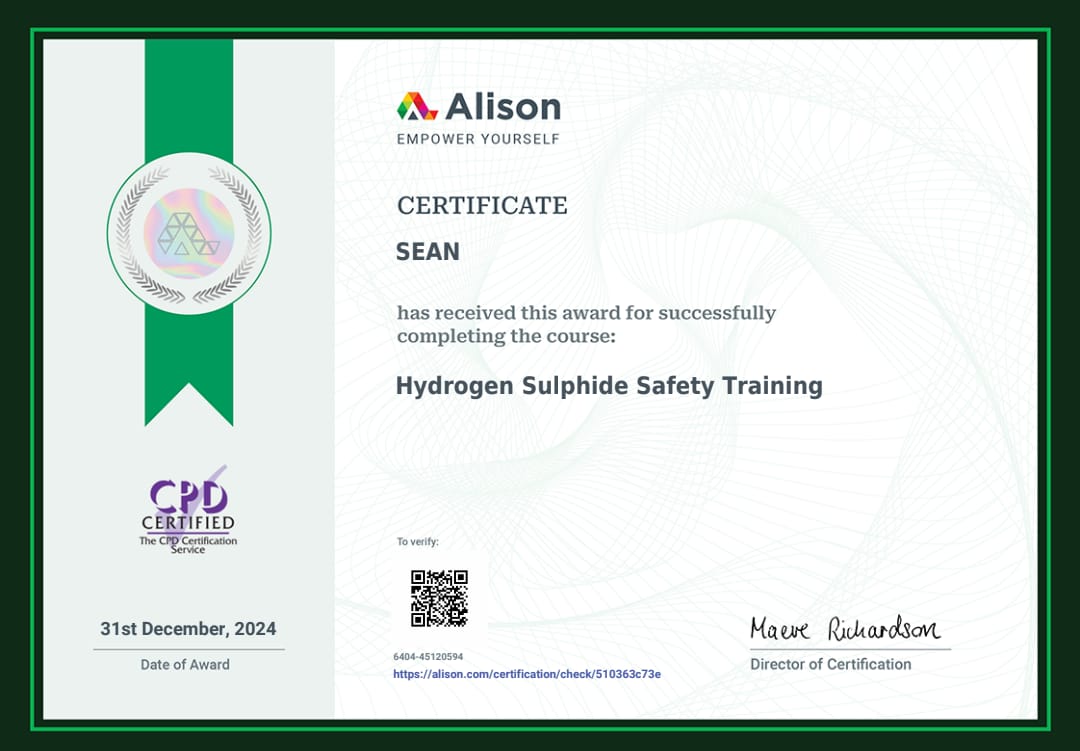 Alison
EMPOWER YOURSELF
CERTIFICATE
SEAN
has received this award for successfully
completing the course:
Hydrogen Sulphide Safety Training
CPD
CERTIFIED
The CPD Certification
Service
31st December, 2024
Date of Award
To verify:
6404-45120594
https://alison.com/certification/check/510363c73e
Maeve Richardson
Director of Certification